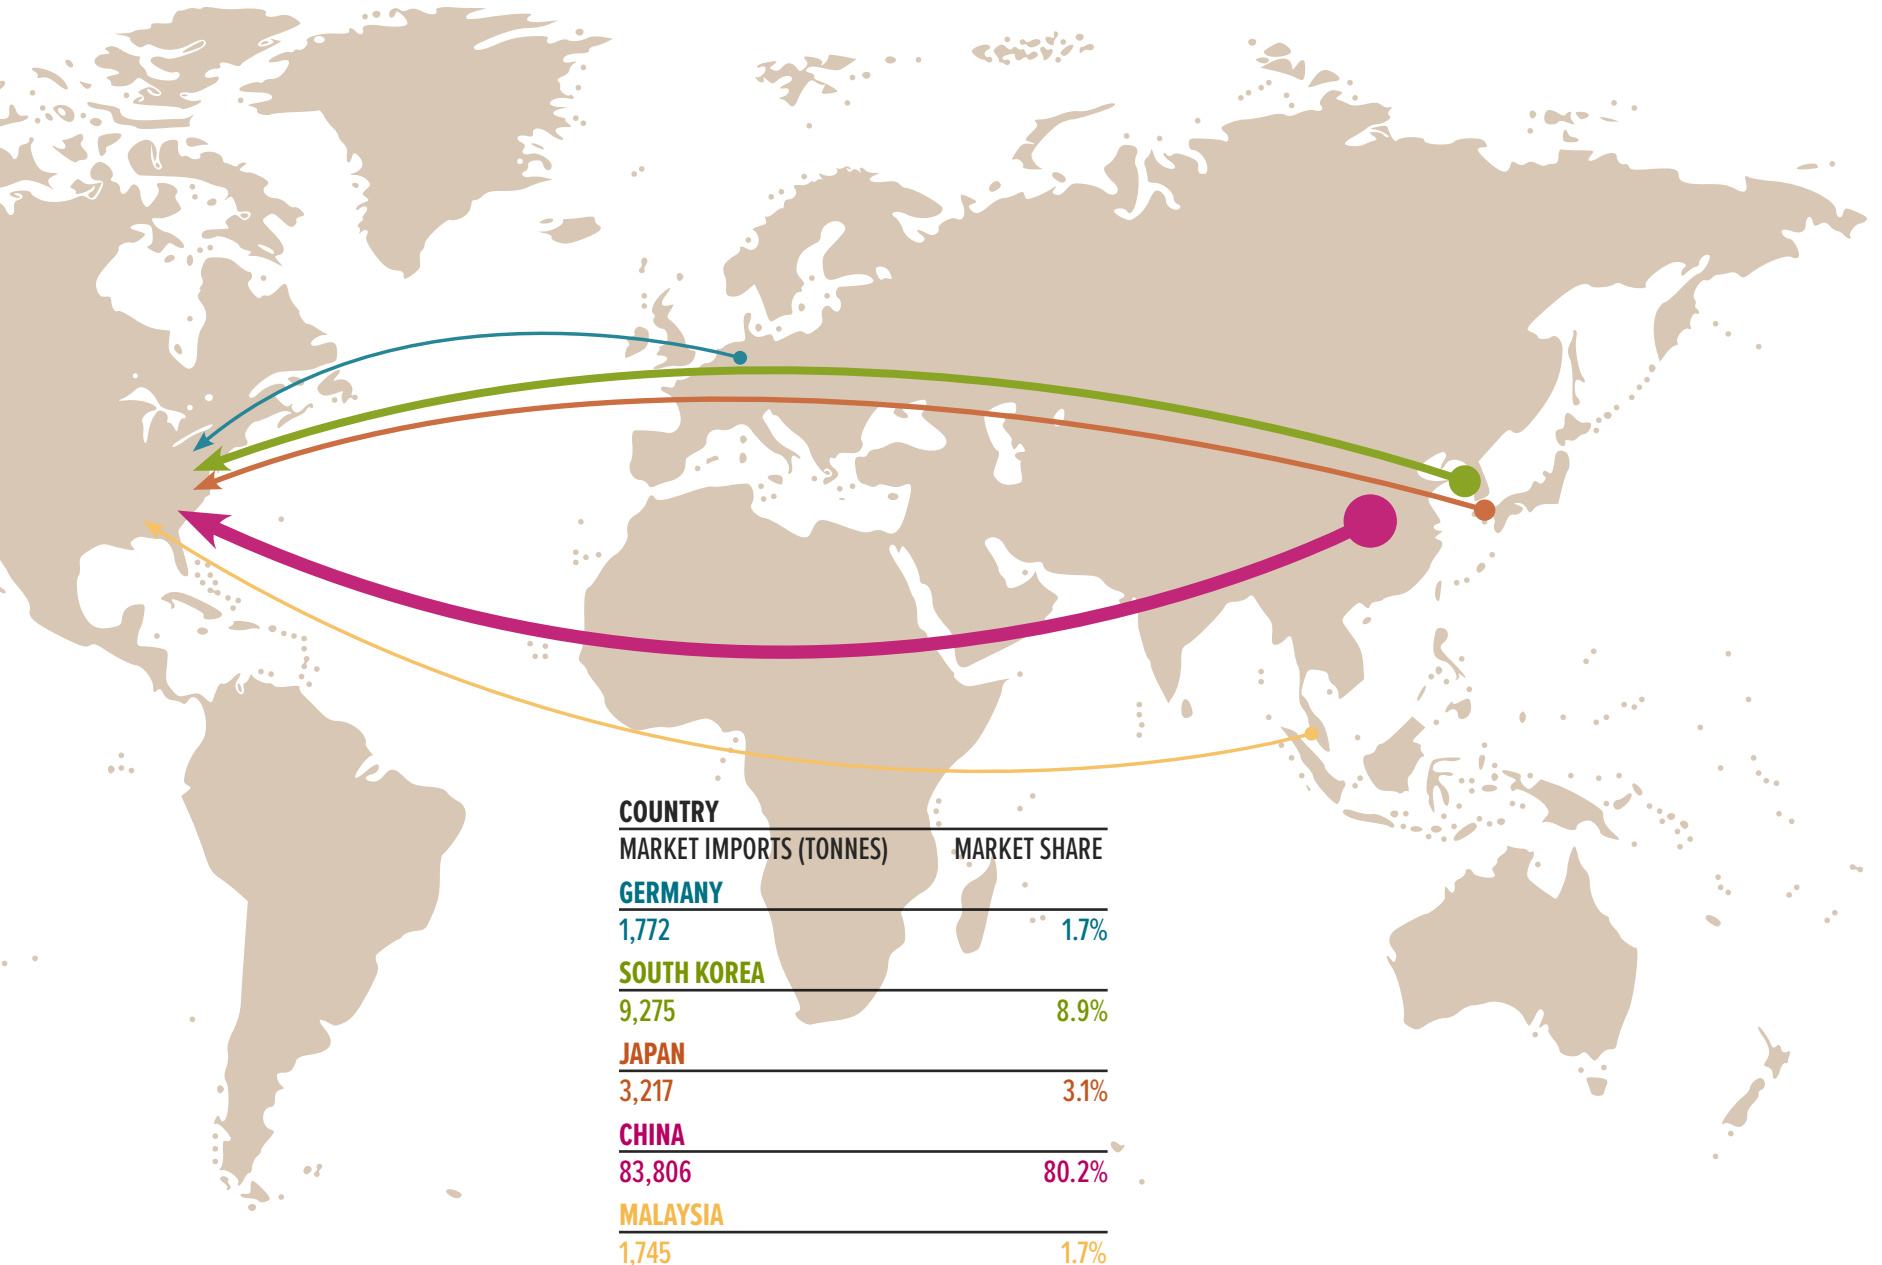 COUNTRY
MARKET IMPORTS (TONNES) MARKET SHARE
GERMANY
1,772 1.7%
SOUTH KOREA
9,275 8.9%
JAPAN
3,217 3.1%
CHINA
83,806 80.2%
MALAYSIA
1,745 1.7%